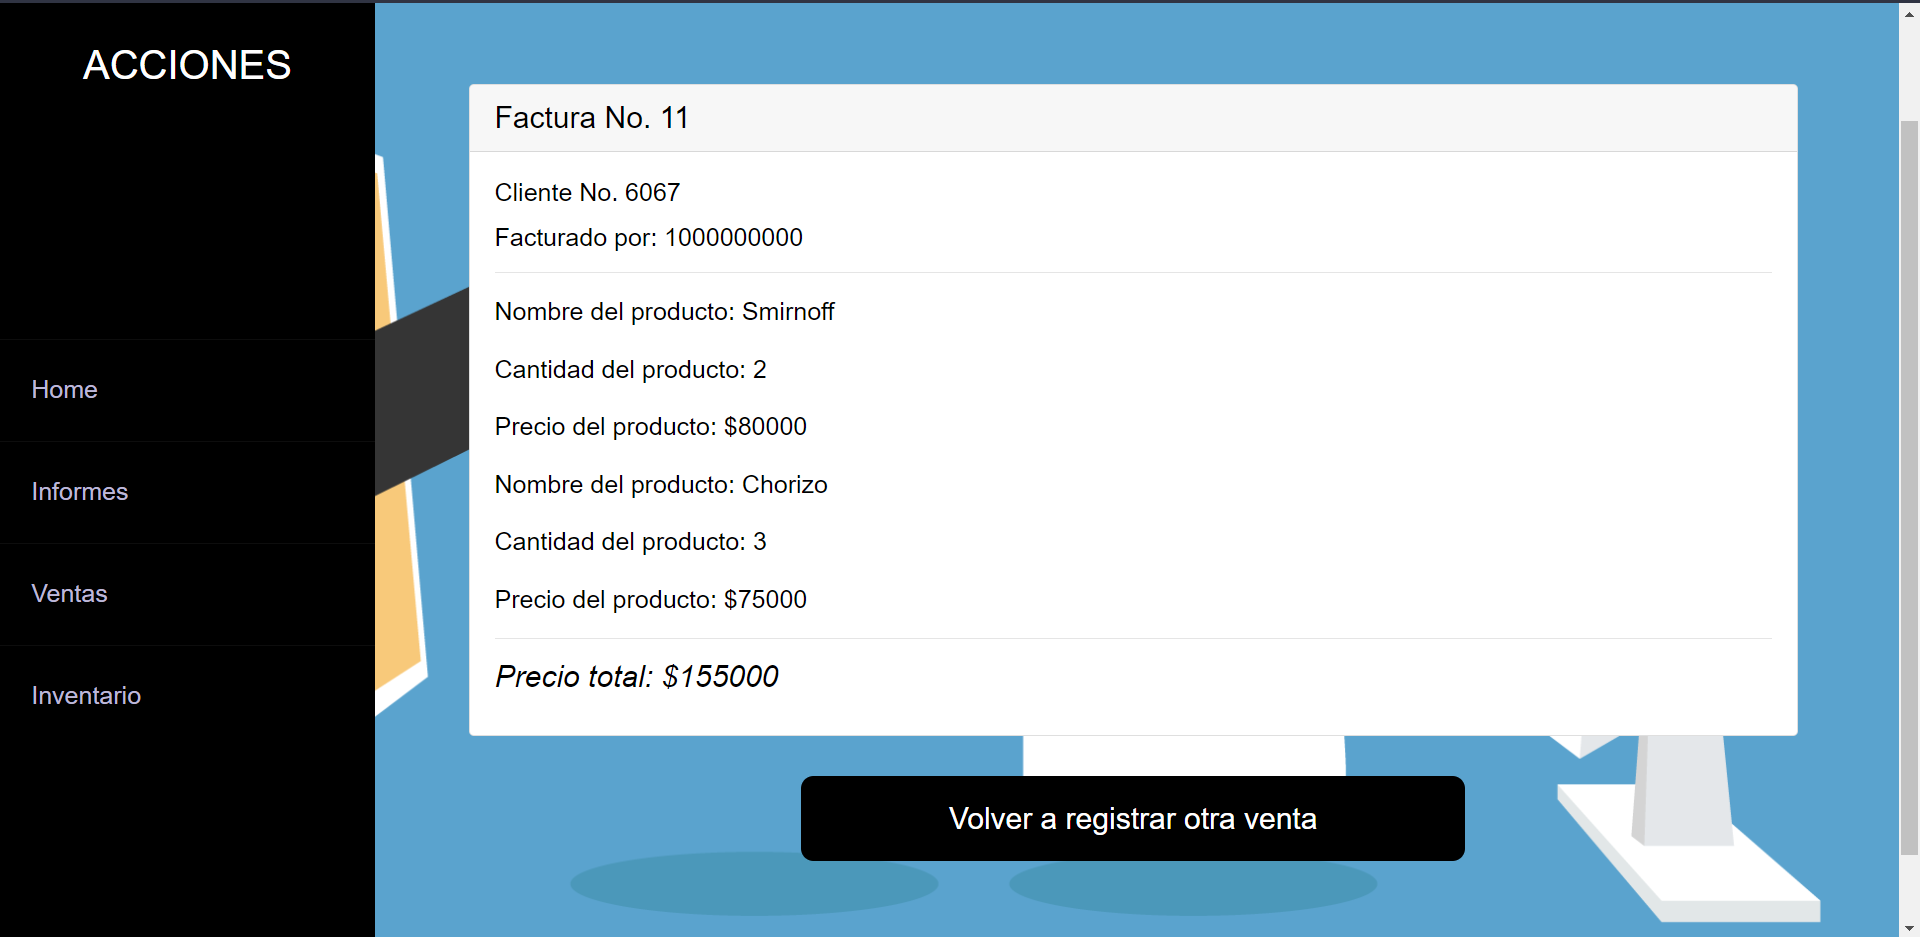 ACCIONES
Home
Informes
Ventas
Inventario
Factura No. 11
Cliente No. 6067
Facturado por: 1000000000
Nombre del producto: Smirnoff
Cantidad del producto: 2
Precio del producto: $80000
Nombre del producto: Chorizo
Cantidad del producto: 3
Precio del producto: $75000
Precio total: $155000
Volver a registrar otra venta